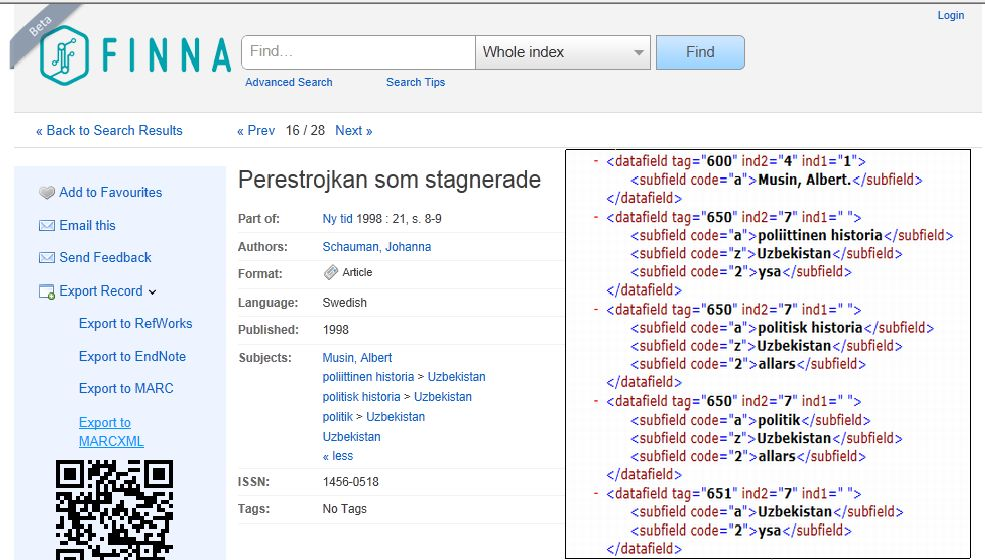 Login
Beta
FINNA
Find...
Whole index
Find
Advanced Search
Search Tips
« Back to Search Results
« Prev 16 / 28 Next »
Add to Favourites
Email this
Send Feedback
Export Record
Export to RefWorks
Export to EndNote
Export to MARC
Export to
MARCXML
Perestrojkan som stagnerade
Part of: Ny tid 1998 : 21, s. 8-9
Authors: Schauman, Johanna
Format: Article
Language: Swedish
Published: 1998
Subjects: Musin, Albert
poliittinen historia > Uzbekistan
politisk historia > Uzbekistan
politik > Uzbekistan
Uzbekistan
« less
ISSN: 1456-0518
Tags: No Tags
- <datafield tag="600" ind2="4" ind1="1">
<subfield code="a">Musin, Albert.</subfield>
</datafield>
- <datafield tag="650" ind2="7" ind1=" ">
<subfield code="a">poliittinen historia</subfield>
<subfield code="z">Uzbekistan</subfield>
<subfield code="2">ysa</subfield>
</datafield>
- <datafield tag="650" ind2="7" ind1=" ">
<subfield code="a">politisk historia</subfield>
<subfield code="z">Uzbekistan</subfield>
<subfield code="2">allars</subfield>
</datafield>
- <datafield tag="650" ind2="7" ind1=" ">
<subfield code="a">politik</subfield>
<subfield code="z">Uzbekistan</subfield>
<subfield code="2">allars</subfield>
</datafield>
- <datafield tag="651" ind2="7" ind1=" ">
<subfield code="a">Uzbekistan</subfield>
<subfield code="2">ysa</subfield>
</datafield>